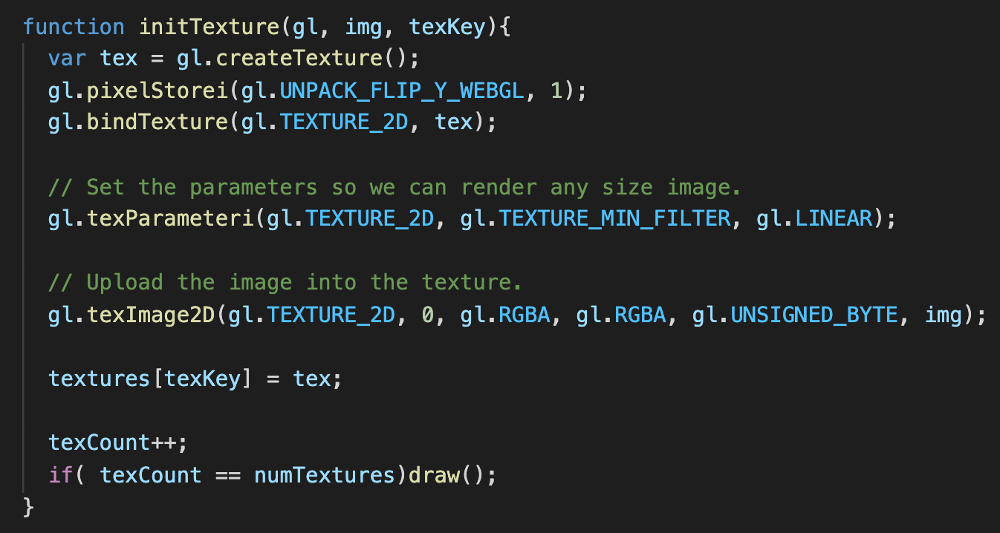 function initTexture(gl, img, texKey){
var tex = gl.createTexture();
gl.pixelStorei(gl.UNPACK_FLIP_Y_WEBGL, 1);
gl.bindTexture(gl.TEXTURE_2D, tex);
// Set the parameters so we can render any size image.
gl.texParameteri(gl.TEXTURE_2D, gl.TEXTURE_MIN_FILTER, gl.LINEAR);
// Upload the image into the texture.
gl.texImage2D(gl.TEXTURE_2D, 0, gl.RGBA, gl.RGBA, gl.UNSIGNED_BYTE, img);
textures[texKey] = tex;
texCount++;
if( texCount == numTextures)draw();
}